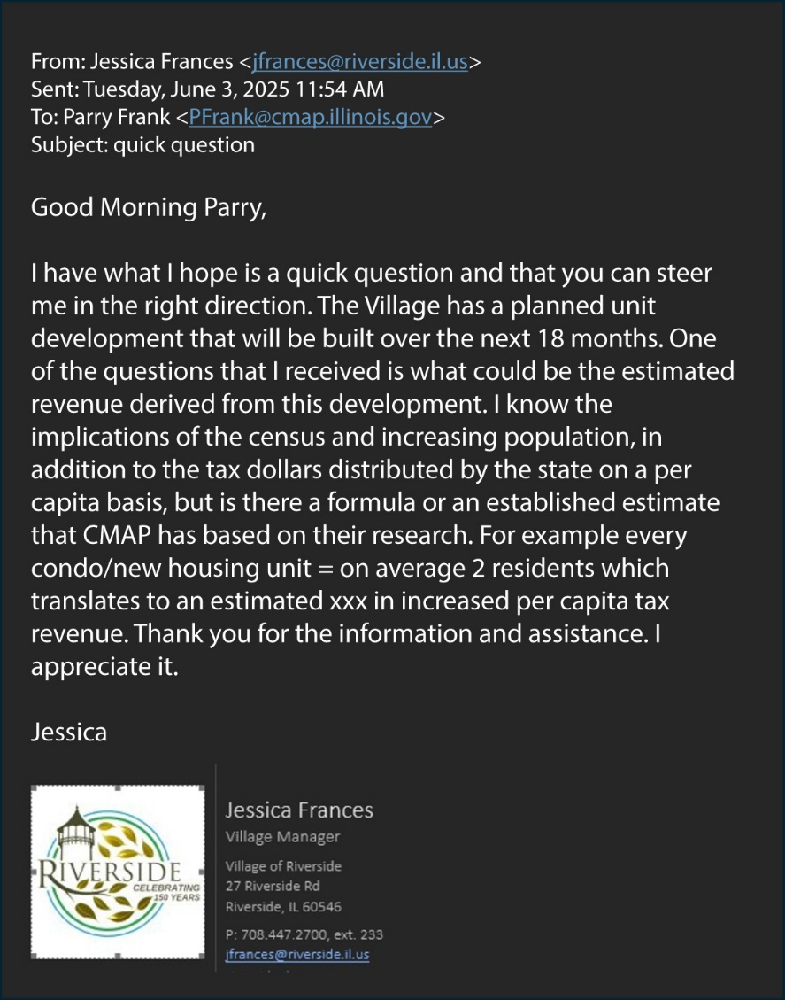 From: Jessica Frances <jfrances@riverside.il.us>
Sent: Tuesday, June 3, 2025 11:54 AM
To: Parry Frank <PFrank@cmap.illinois.gov>
Subject: quick question
Good Morning Parry,
I have what I hope is a quick question and that you can steer
me in the right direction. The Village has a planned unit
development that will be built over the next 18 months. One
of the questions that I received is what could be the estimated
revenue derived from this development. I know the
implications of the census and increasing population, in
addition to the tax dollars distributed by the state on a per
capita basis, but is there a formula or an established estimate
that CMAP has based on their research. For example every
condo/new housing unit = on average 2 residents which
translates to an estimated xxx in increased per capita tax
revenue. Thank you for the information and assistance. I
appreciate it.
Jessica
RIVERSIDE
CELEBRATING
150 YEARS
Jessica Frances
Village Manager
Village of Riverside
27 Riverside Rd
Riverside, IL 60546
P: 708.447.2700, ext. 233
jfrances@riverside.il.us